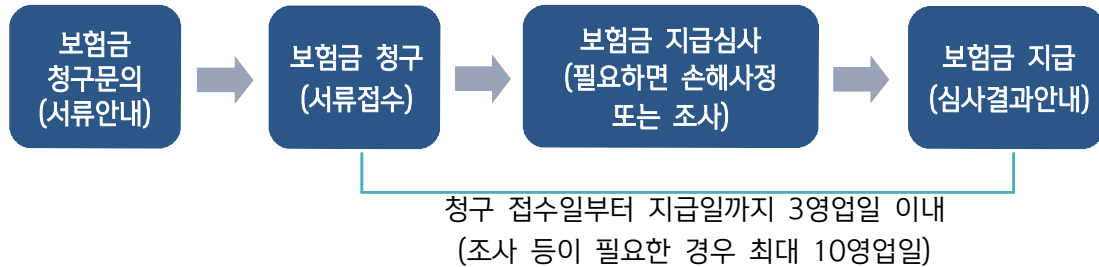 보험금
청구문의
(서류안내)
보험금 청구
(서류접수)
보험금 지급심사
(필요하면 손해사정
또는 조사)
보험금 지급
(심사결과안내)
청구 접수일부터 지급일까지 3영업일 이내
(조사 등이 필요한 경우 최대 10영업일)